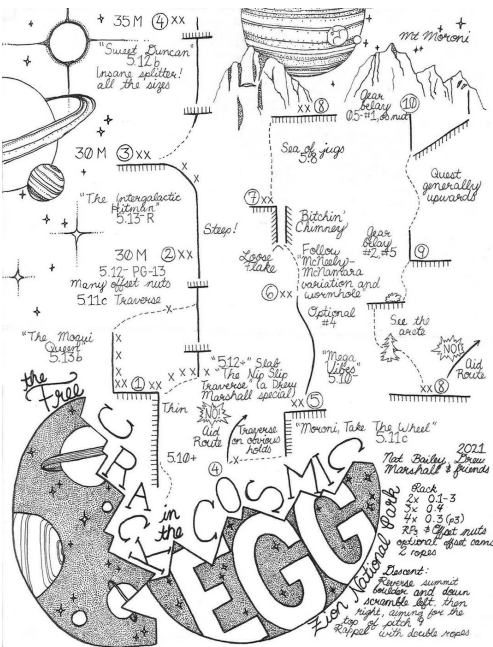 35 M ④ xx
"Sweet Duncan"
5.12b
Insane splitter!
all the sizes
30 M ③ xx
"The Intergalactic
Hitman"
5.13-R
Steep!
30 M ② xx
5.12- PG-13
Many offset nuts
5.11c Traverse
"The Moqui
Queen"
5.13b
① xx
"5.12+" Slab
The Nip Slip
Traverse (a Drew
Marshall special)
Thin
NO!
Aid
Route
5.10+
④
xx
Traverse
on obvious
holds
Mt Moroni
xx ⑧
Gear
belay
0.5-#1, os nut
⑩
Sea of jugs
5.8
Quest
generally
upwards
⑦ xx
Bitchin'
Chimney
Loose
Flake
Follow
"McNeely-
McNamara
variation and
wormhole
Gear
belay
#2, #5
⑨
⑥ xx
Optional
#4
See the
arete
NO!!
Aid
Route
"Mega
Vibes"
5.10-
xx ⑧
xx ⑤
"Moroni, Take The Wheel"
5.11c
the
Free
CRACK
in
the
COSMIC
EGG
Zion National Park
2021
Nat Bailey, Drew
Marshall & friends
Rack
2x 0.1-3
3x 0.4
4x 0.3 (p3)
RPs & Offset nuts
optional offset cams
2 ropes
Descent:
Reverse summit
boulder and down
scramble left, then
right, aiming for the
top of pitch 9
Rappel with double ropes